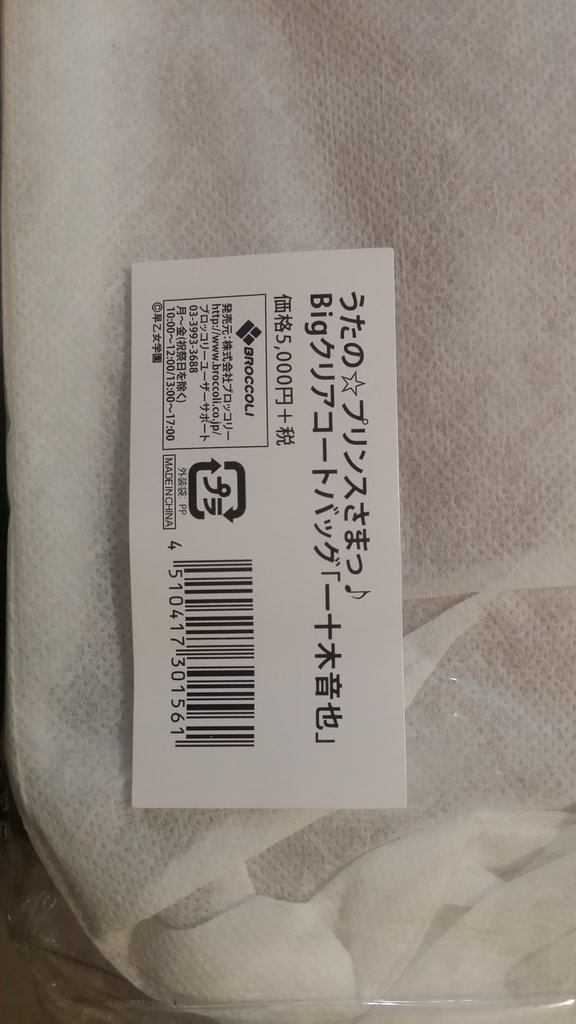 うたの☆プリンスさまっ♪
Bigクリアコートバッグ「一十木音也」
価格5,000円＋税
BROCCOLI
発売元:株式会社ブロッコリー
http://www.broccoli.co.jp/
ブロッコリーユーザーサポート
03-3993-3688
月～金(祝祭日を除く)
10:00～12:00/13:00～17:00
©早乙女学園
プラ
外装袋: PP
MADE IN CHINA
4 510417 301561